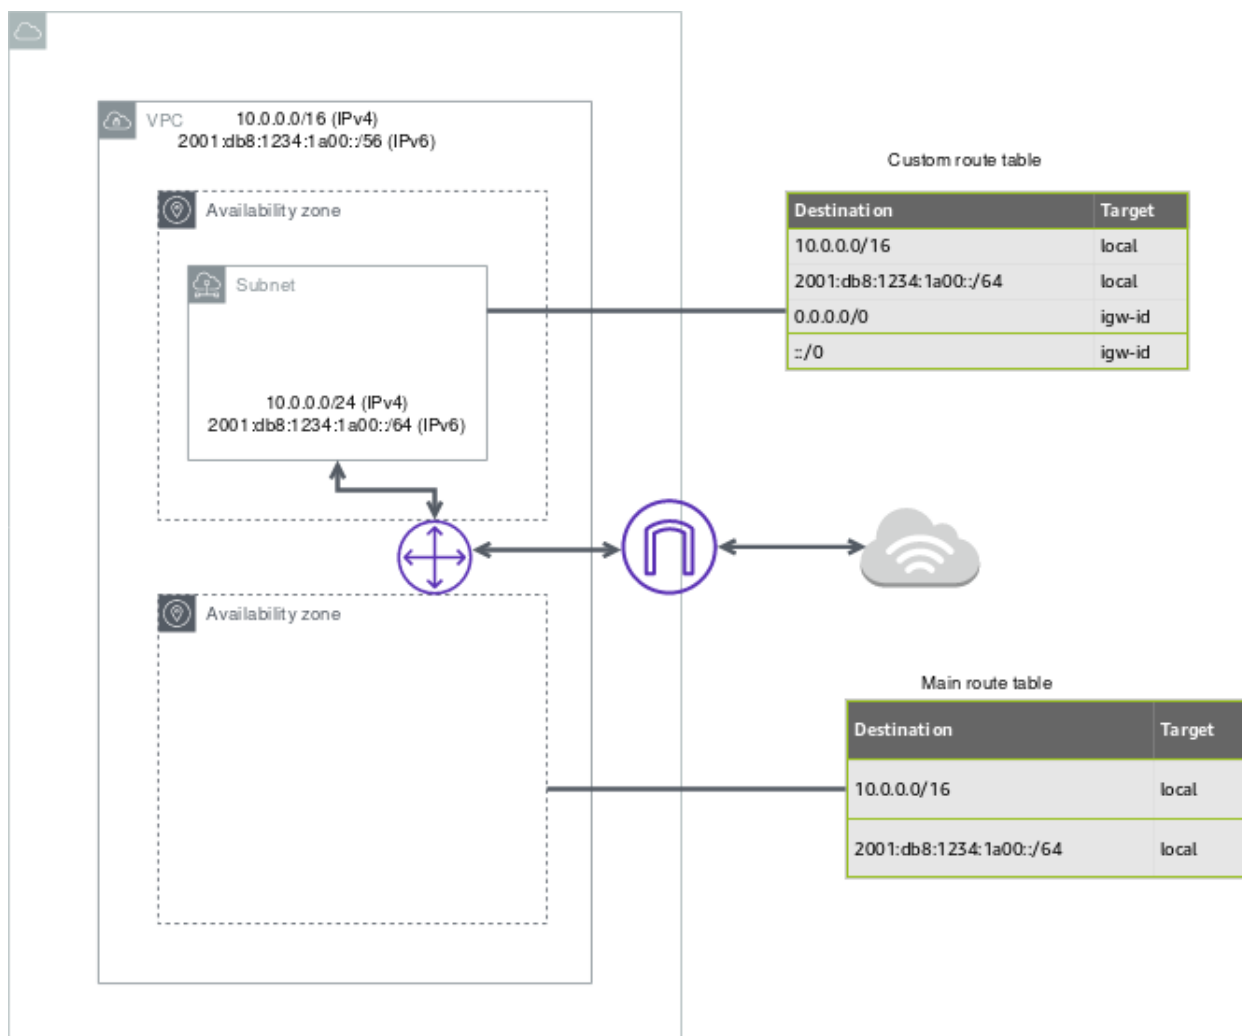 VPC
10.0.0.0/16 (IPv4)
2001:db8:1234:1a00::/56 (IPv6)
Availability zone
Subnet
10.0.0.0/24 (IPv4)
2001:db8:1234:1a00::/64 (IPv6)
Custom route table
Destination Target
10.0.0.0/16 local
2001:db8:1234:1a00::/64 local
0.0.0.0/0 igw-id
::/0 igw-id
Availability zone
Main route table
Destination Target
10.0.0.0/16 local
2001:db8:1234:1a00::/64 local